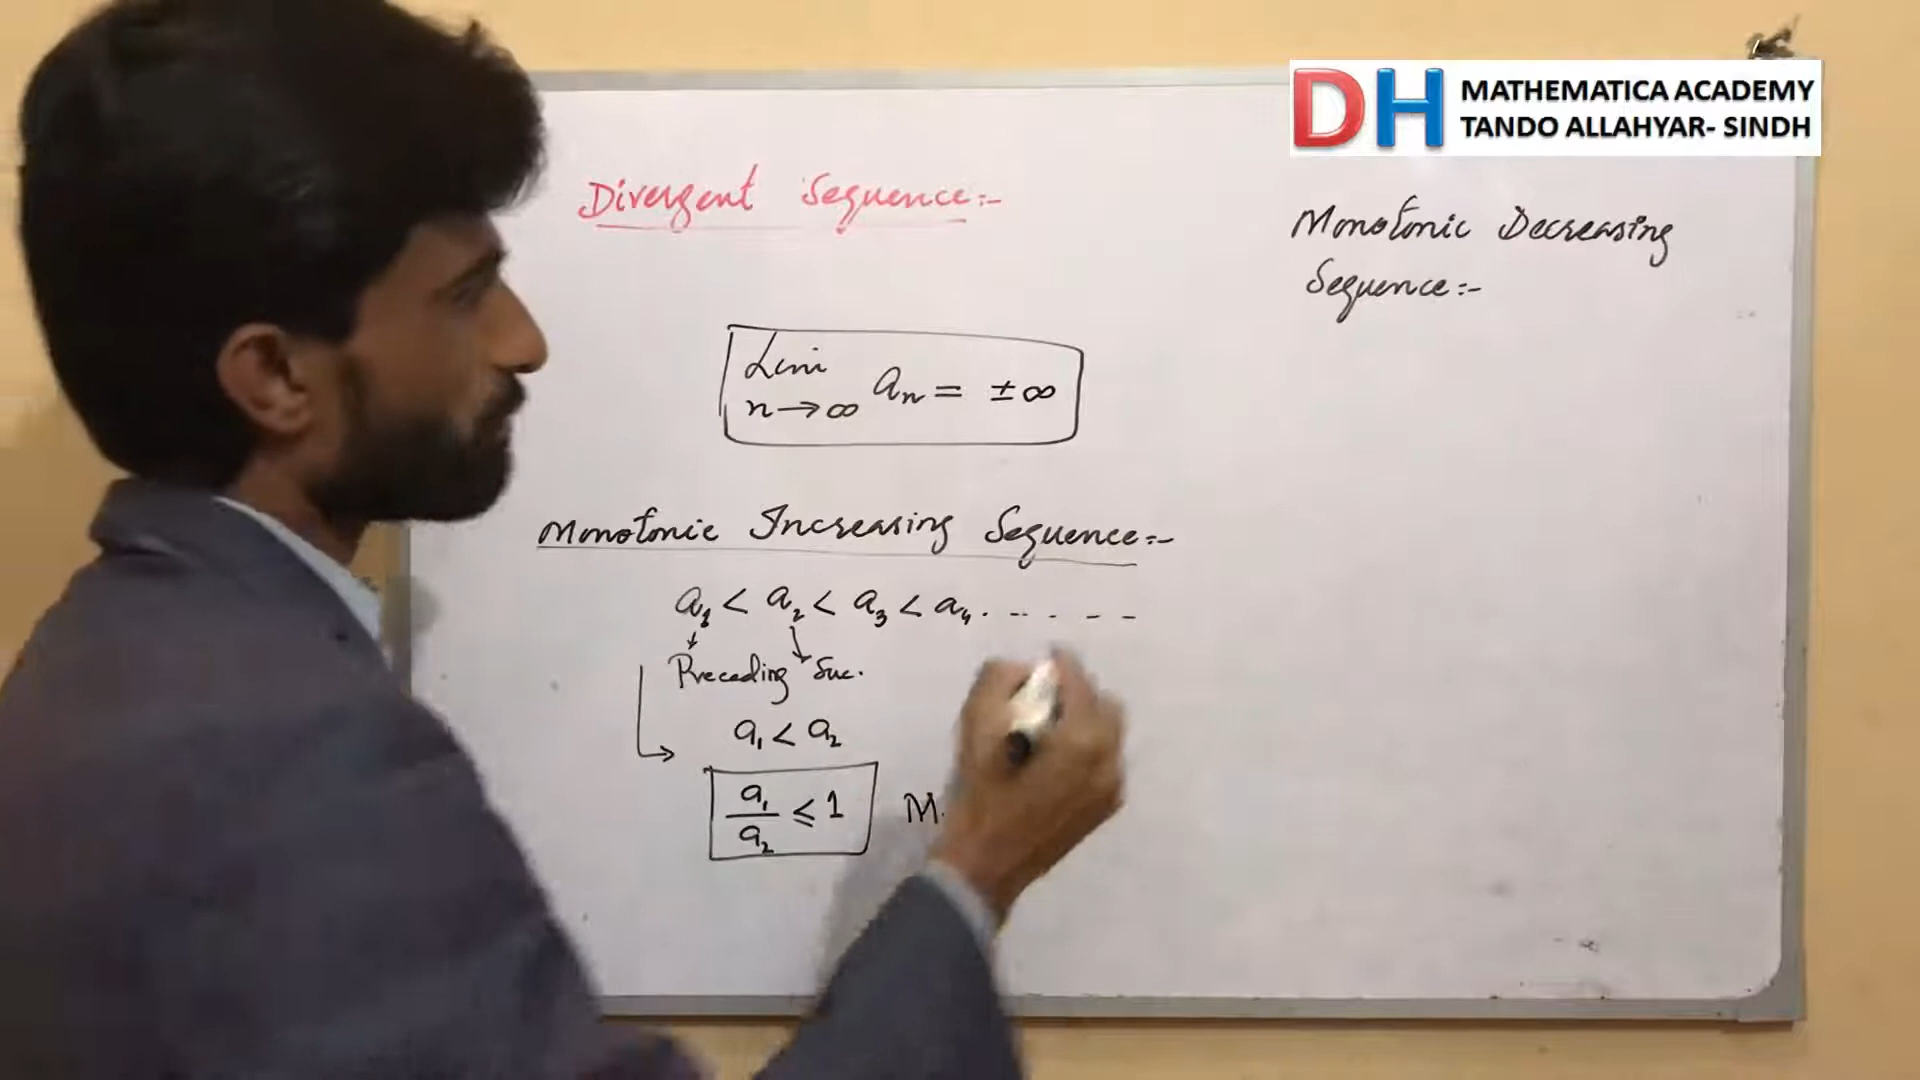 DH MATHEMATICA ACADEMY
TANDO ALLAHYAR- SINDH
Divergent Sequence:-
Lim
n→∞ aₙ = ±∞
Monotonic Increasing Sequence:-
a₁ < a₂ < a₃ < a₄. - - . - -
Preceding Suc.
a₁ < a₂
a₁/a₂ ≤ 1 M.
Monotonic Decreasing
Sequence:-